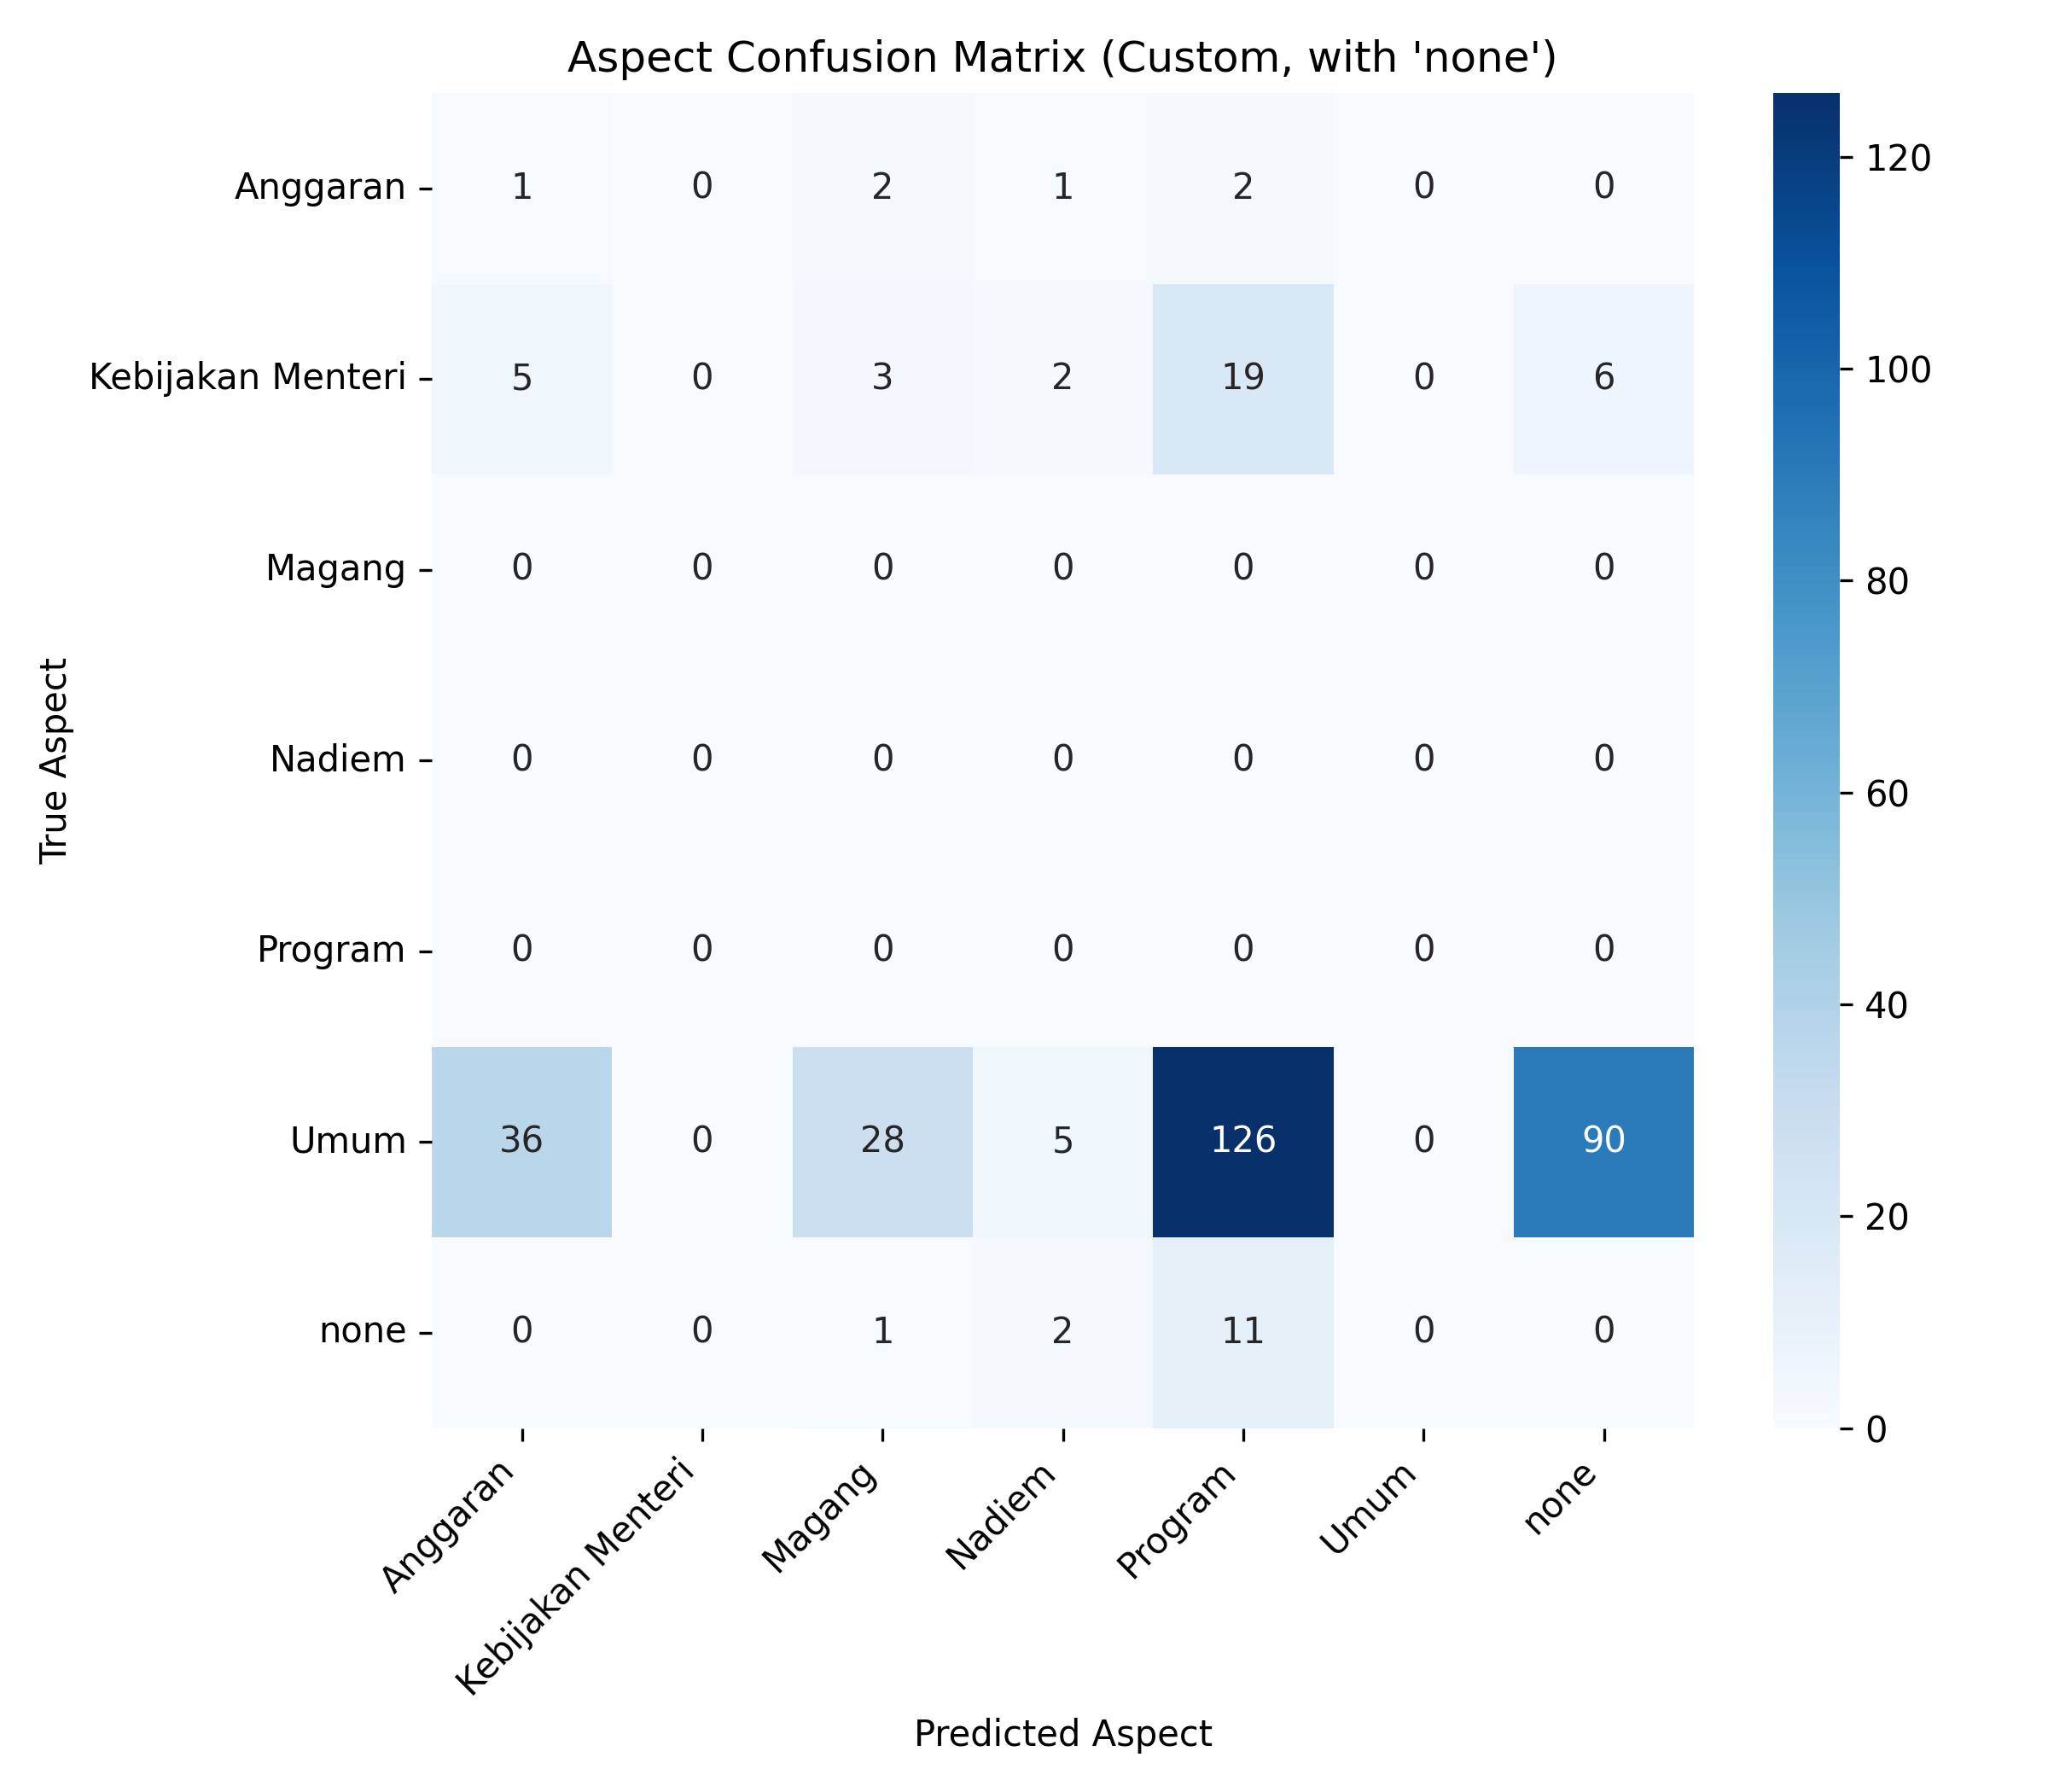 Aspect Confusion Matrix (Custom, with 'none')
True Aspect
Anggaran 1 0 2 1 2 0 0
Kebijakan Menteri 5 0 3 2 19 0 6
Magang 0 0 0 0 0 0 0
Nadiem 0 0 0 0 0 0 0
Program 0 0 0 0 0 0 0
Umum 36 0 28 5 126 0 90
none 0 0 1 2 11 0 0
Anggaran
Kebijakan Menteri
Magang
Nadiem
Program
Umum
none
Predicted Aspect
120
100
80
60
40
20
0